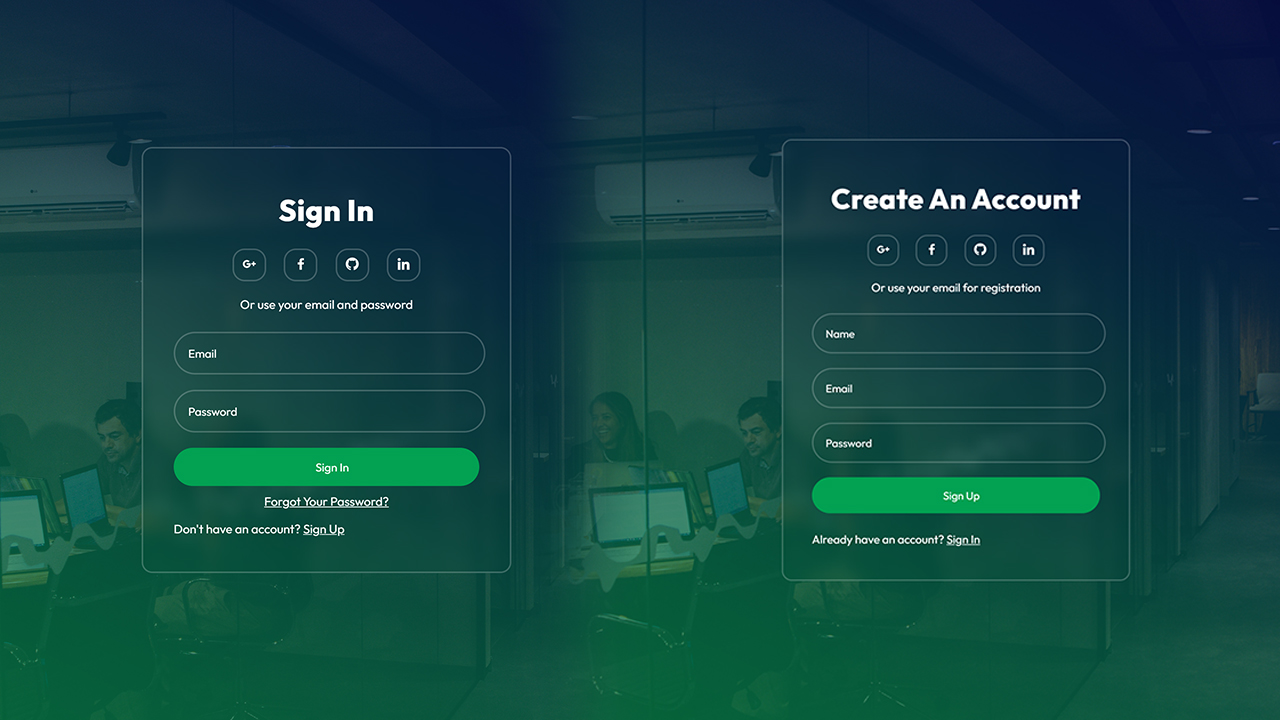 Sign In
G+
f
in
Or use your email and password
Email
Password
Sign In
Forgot Your Password?
Don't have an account? Sign Up
Create An Account
G+
f
in
Or use your email for registration
Name
Email
Password
Sign Up
Already have an account? Sign In